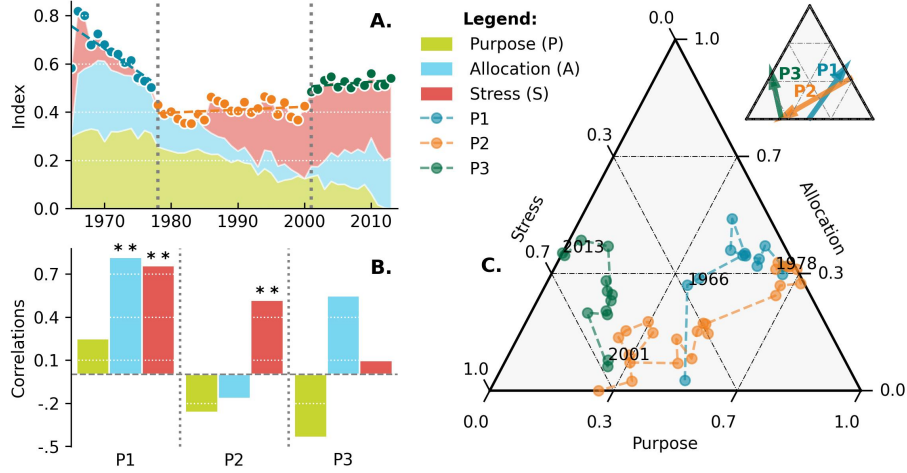 A.
Index
0.8
0.6
0.4
0.2
0.0
1970
1980
1990
2000
2010
Legend:
Purpose (P)
Allocation (A)
Stress (S)
P1
P2
P3
B.
Correlations
0.7
0.4
0.1
-.2
-.5
**
**
**
P1
P2
P3
C.
0.0
1.0
0.3
0.7
Stress
Allocation
0.7
2013
1966
1978
0.3
2001
1.0
0.0
0.0
0.3
0.7
1.0
Purpose
P3
P1
P2